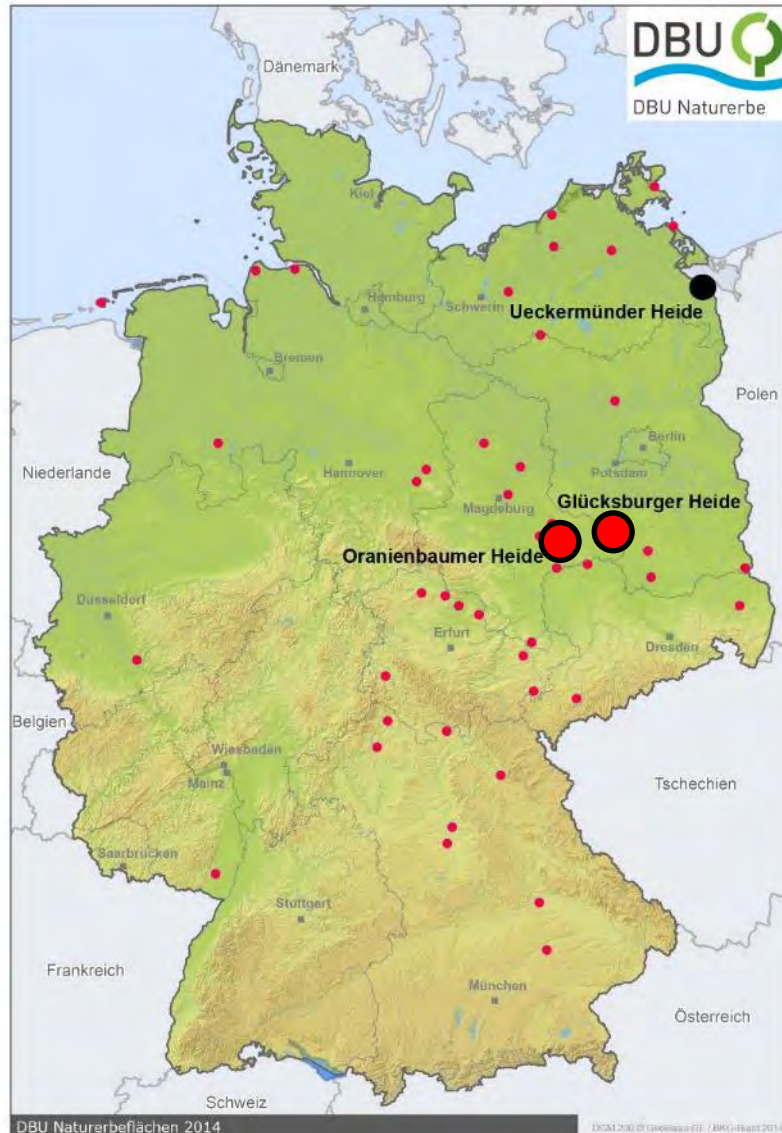 DBU
DBU Naturerbe
Dänemark
Kiel
Hamburg
Schwerin
Ueckermünder Heide
Bremen
Polen
Berlin
Niederlande
Hannover
Potsdam
Magdeburg
Glücksburger Heide
Oranienbaumer Heide
Düsseldorf
Erfurt
Dresden
Belgien
Wiesbaden
Mainz
Tschechien
Saarbrücken
Stuttgart
Frankreich
München
Österreich
Schweiz
DBU Naturerbeflächen 2014